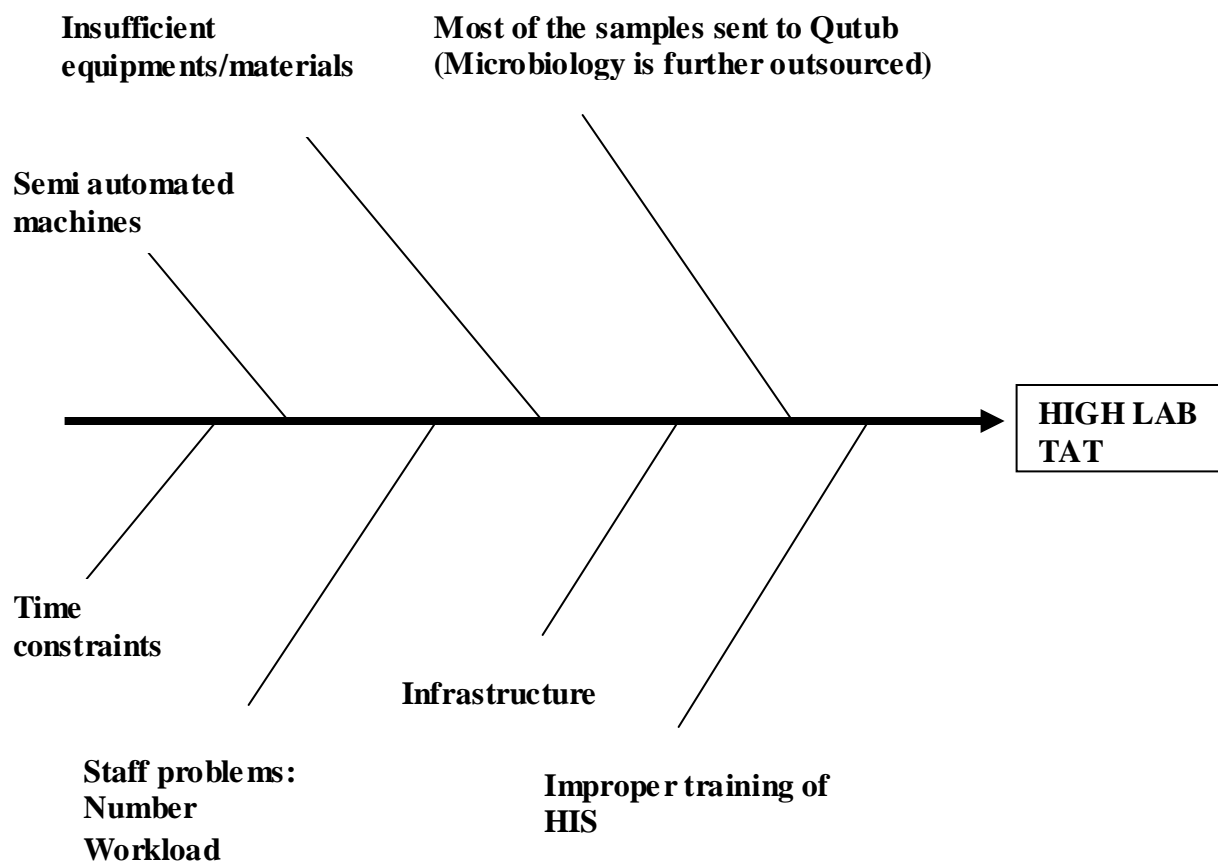 Insufficient
equipments/materials
Most of the samples sent to Qutub
(Microbiology is further outsourced)
Semi automated
machines
HIGH LAB
TAT
Time
constraints
Infrastructure
Staff problems:
Number
Workload
Improper training of
HIS